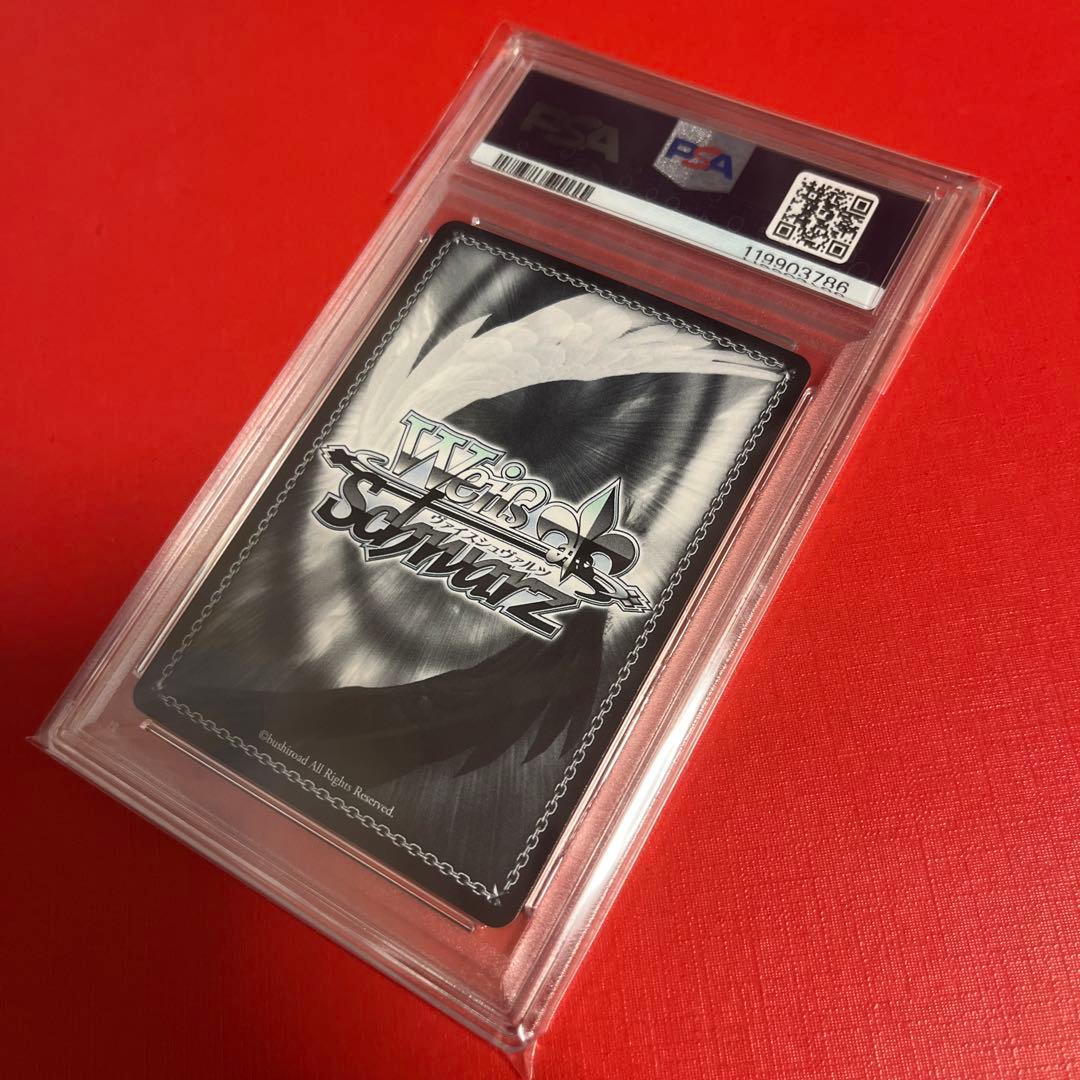 PSA
PSA
119903786
Weiß
ヴァイスシュヴァルツ
Schwarz
©bushiroad All Rights Reserved.